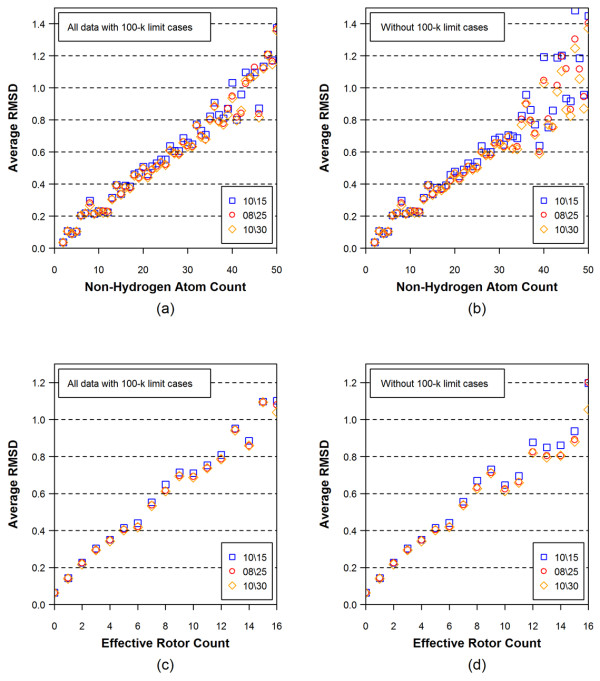 All data with 100-k limit cases
Average RMSD
1.4
1.2
1.0
0.8
0.6
0.4
0.2
0.0
10\15
08\25
10\30
0 10 20 30 40 50
Non-Hydrogen Atom Count
(a)
Without 100-k limit cases
Average RMSD
1.4
1.2
1.0
0.8
0.6
0.4
0.2
0.0
10\15
08\25
10\30
0 10 20 30 40 50
Non-Hydrogen Atom Count
(b)
All data with 100-k limit cases
Average RMSD
1.2
1.0
0.8
0.6
0.4
0.2
0.0
10\15
08\25
10\30
0 2 4 6 8 10 12 14 16
Effective Rotor Count
(c)
Without 100-k limit cases
Average RMSD
1.2
1.0
0.8
0.6
0.4
0.2
0.0
10\15
08\25
10\30
0 2 4 6 8 10 12 14 16
Effective Rotor Count
(d)